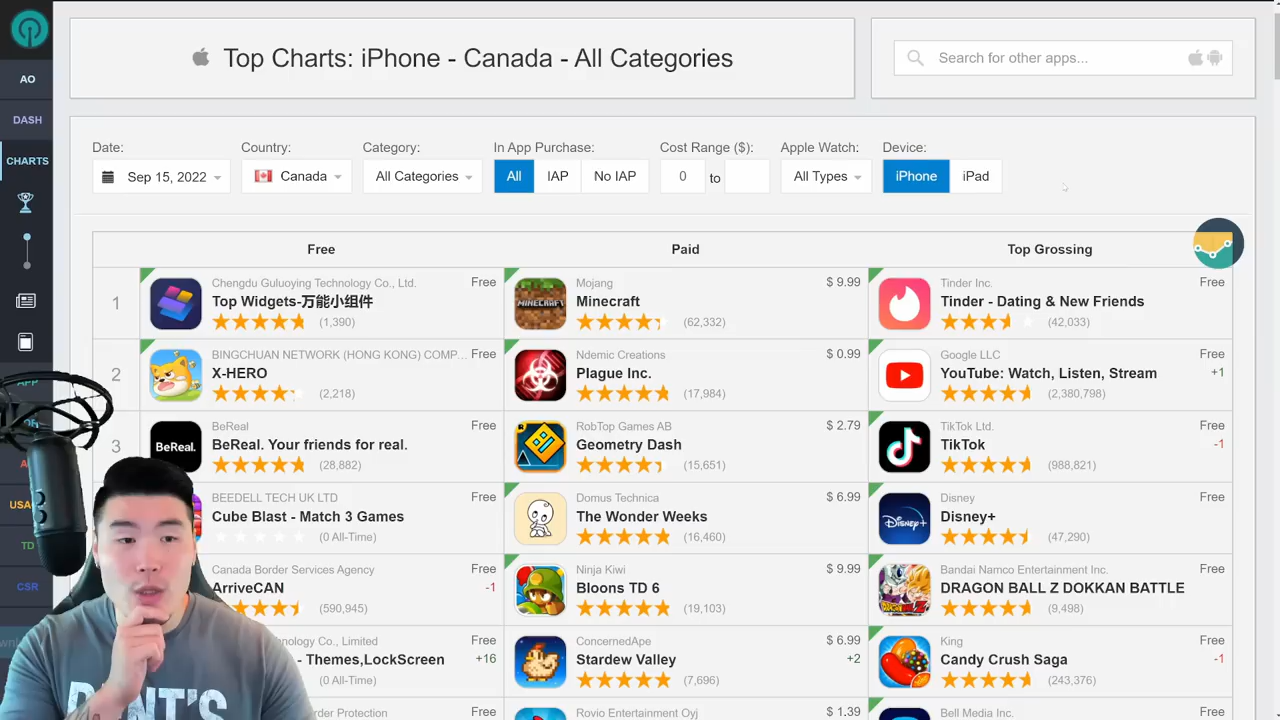 Top Charts: iPhone - Canada - All Categories
Search for other apps...
AO
DASH
CHARTS
Date:
Country:
Category:
In App Purchase:
Cost Range ($):
Apple Watch:
Device:
Sep 15, 2022
Canada
All Categories
All
IAP
No IAP
0
to
All Types
iPhone
iPad
Free
Paid
Top Grossing
1
Chengdu Guluoying Technology Co., Ltd.
Free
Top Widgets-万能小组件
(1,390)
Mojang
$ 9.99
Minecraft
(62,332)
MINECRAFT
Tinder Inc.
Free
Tinder - Dating & New Friends
(42,033)
2
BINGCHUAN NETWORK (HONG KONG) COMP...
Free
X-HERO
(2,218)
Ndemic Creations
$ 0.99
Plague Inc.
(17,984)
Google LLC
Free
YouTube: Watch, Listen, Stream
+1
(2,380,798)
APP
3
BeReal.
BeReal
Free
BeReal. Your friends for real.
(28,882)
RobTop Games AB
$ 2.79
Geometry Dash
(15,651)
TikTok Ltd.
Free
TikTok
-1
(988,821)
USA
BEEDELL TECH UK LTD
Free
Cube Blast - Match 3 Games
(0 All-Time)
Domus Technica
$ 6.99
The Wonder Weeks
(16,460)
Disney+
Disney
Free
Disney+
(47,290)
TD
CSR
Canada Border Services Agency
Free
ArriveCAN
-1
(590,945)
Ninja Kiwi
$ 9.99
Bloons TD 6
(19,103)
Bandai Namco Entertainment Inc.
Free
DRAGON BALL Z DOKKAN BATTLE
(9,498)
Co., Limited
Free
- Themes,LockScreen
+16
(0 All-Time)
ConcernedApe
$ 6.99
Stardew Valley
+2
(7,696)
King
Free
Candy Crush Saga
-1
(243,376)
Protection
Free
Rovio Entertainment Oyj
$ 1.39
Bell Media Inc.
Free